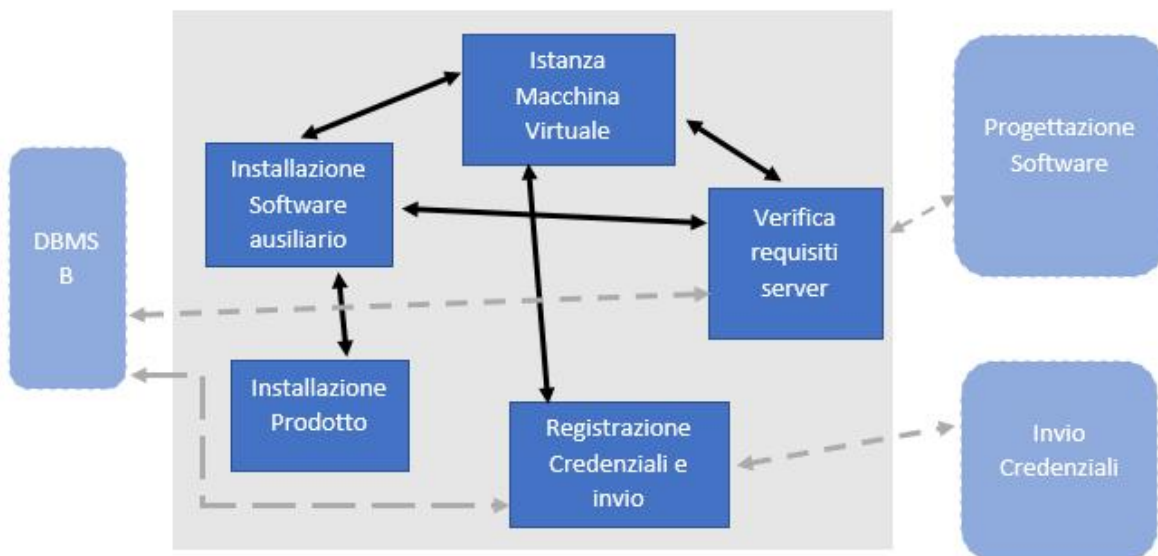 Istanza
Macchina
Virtuale
Progettazione
Software
Installazione
Software
ausiliario
Verifica
requisiti
server
DBMS
B
Installazione
Prodotto
Registrazione
Credenziali e
invio
Invio
Credenziali